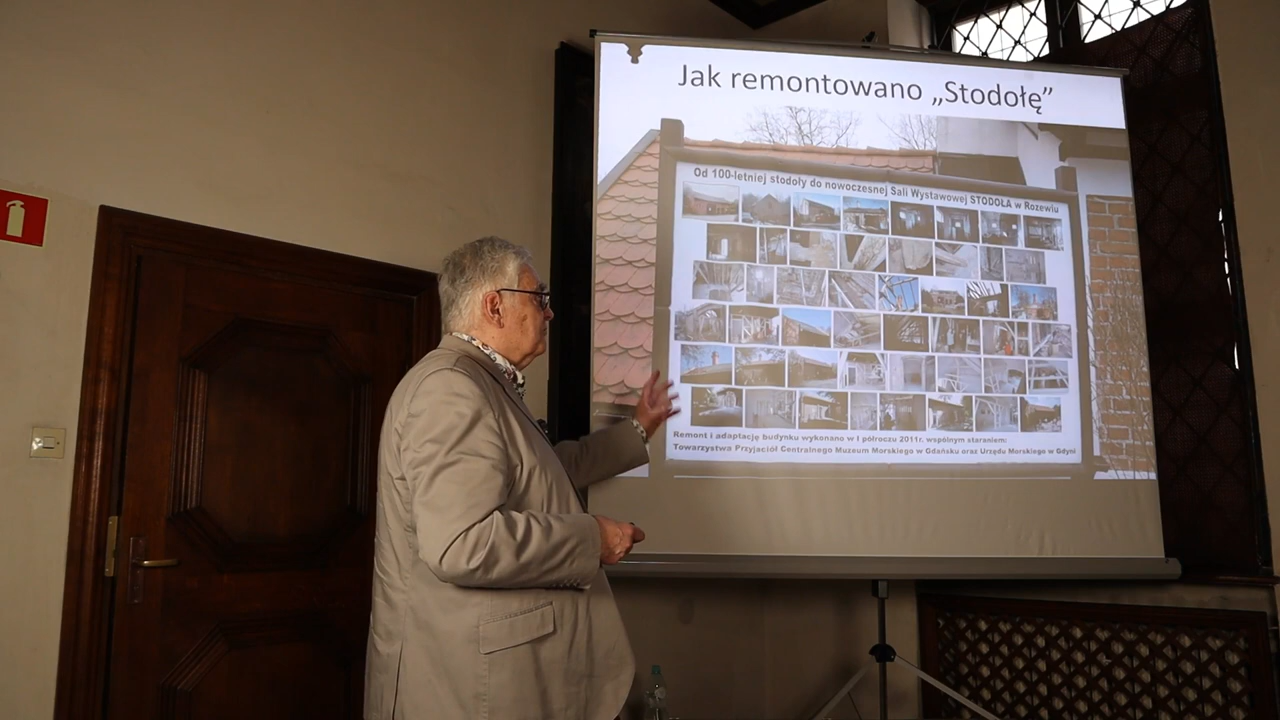 Jak remontowano „Stodołę”
Od 100-letniej stodoły do nowoczesnej Sali Wystawowej STODOŁA w Rozewiu
Remont i adaptację budynku wykonano w I półroczu 2011r. wspólnym staraniem:
Towarzystwa Przyjaciół Centralnego Muzeum Morskiego w Gdańsku oraz Urzędu Morskiego w Gdyni